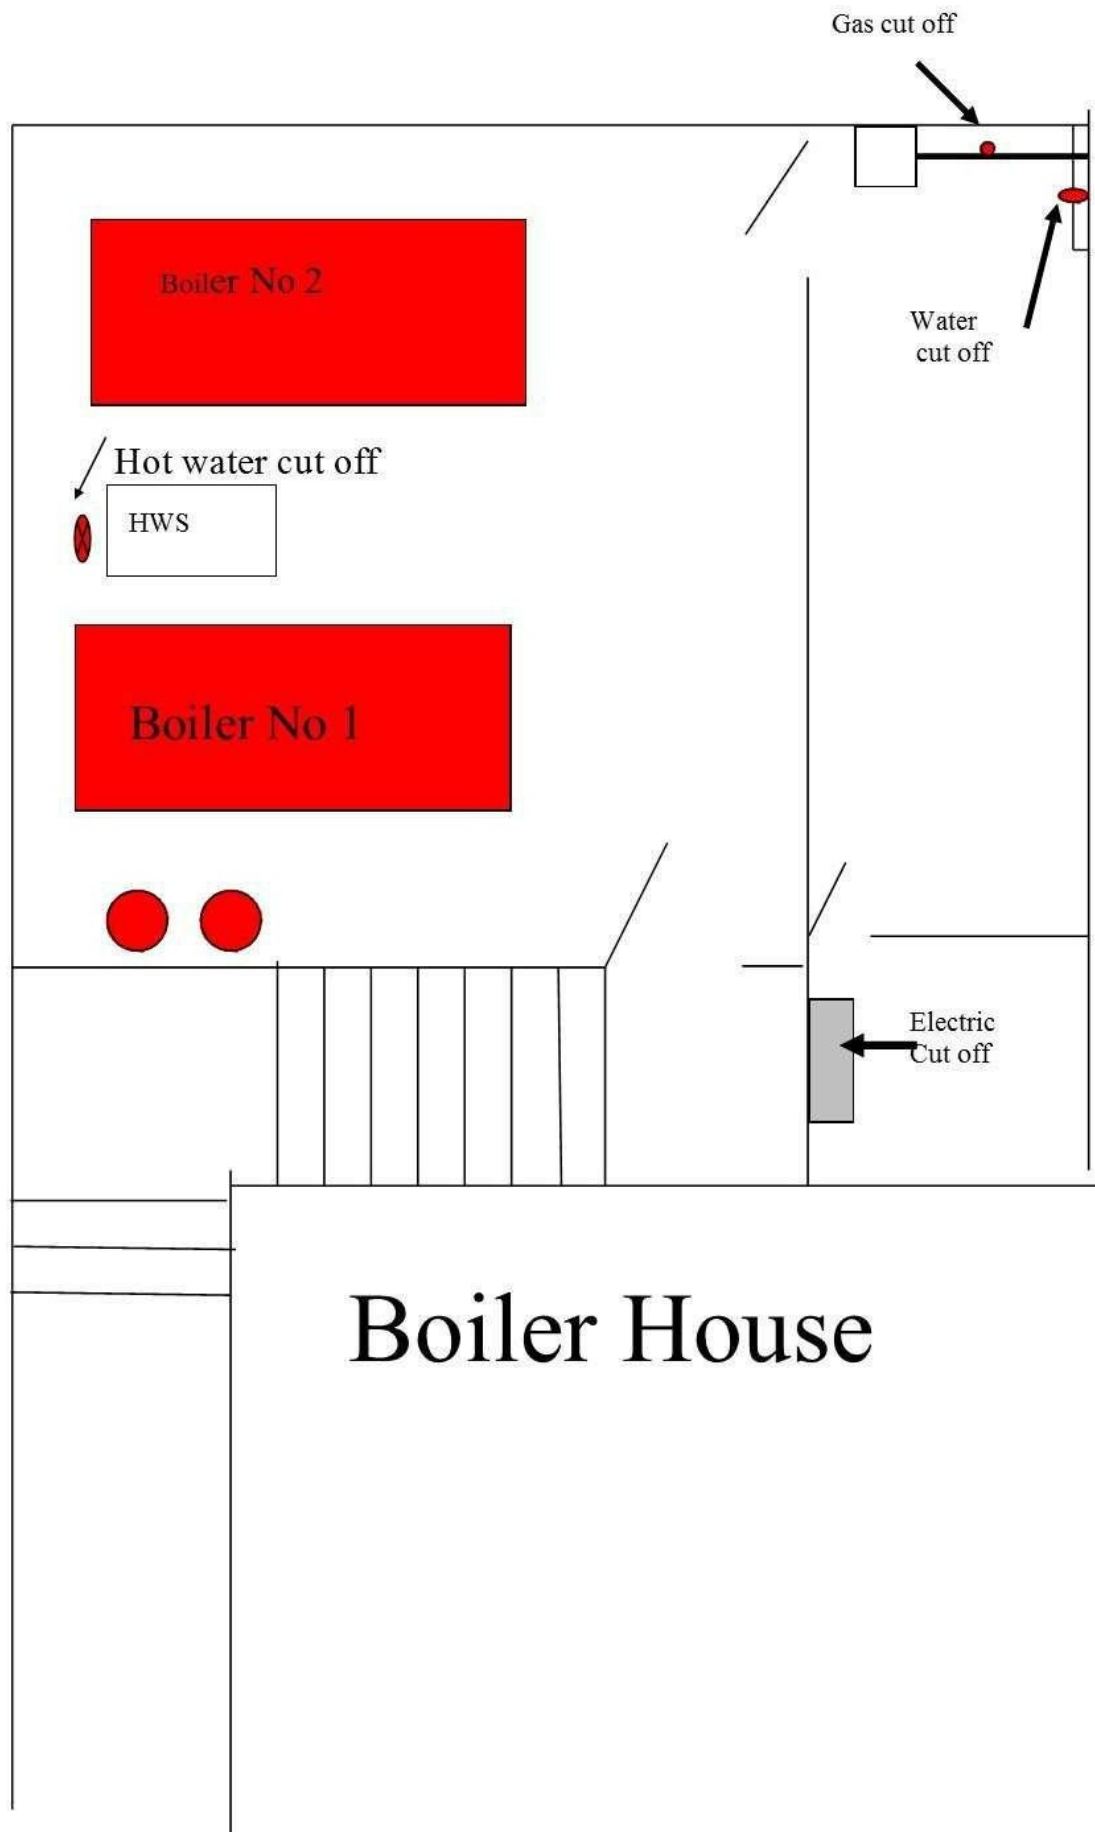 Gas cut off
Boiler No 2
Water
cut off
Hot water cut off
HWS
Boiler No 1
Electric
Cut off
Boiler House